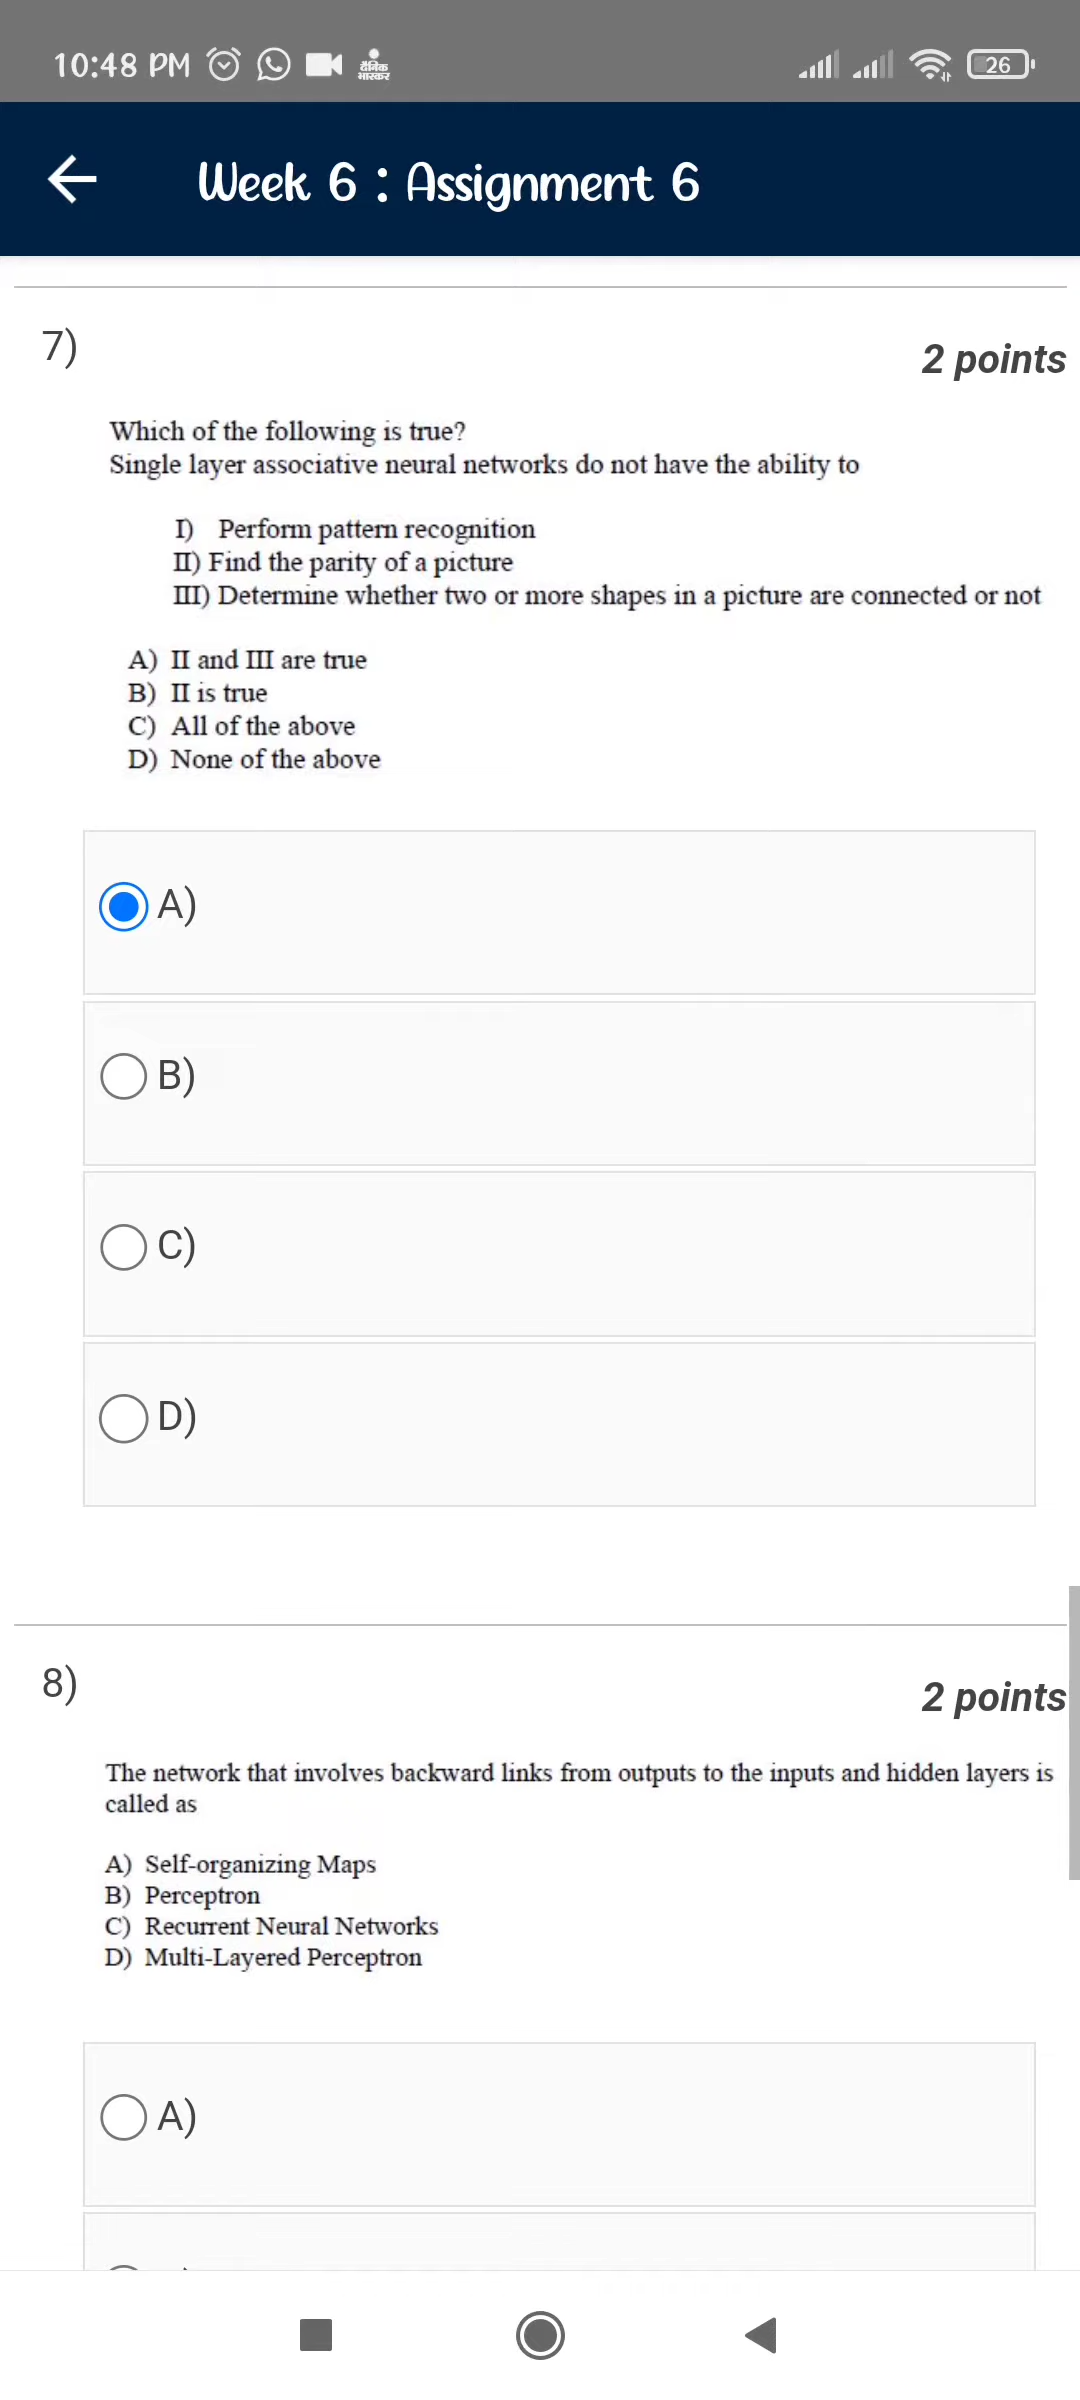 10:48 PM
दैनिक
भास्कर
26
Week 6 : Assignment 6
7)
2 points
Which of the following is true?
Single layer associative neural networks do not have the ability to
I) Perform pattern recognition
II) Find the parity of a picture
III) Determine whether two or more shapes in a picture are connected or not
A) II and III are true
B) II is true
C) All of the above
D) None of the above
A)
B)
C)
D)
8)
2 points
The network that involves backward links from outputs to the inputs and hidden layers is
called as
A) Self-organizing Maps
B) Perceptron
C) Recurrent Neural Networks
D) Multi-Layered Perceptron
A)